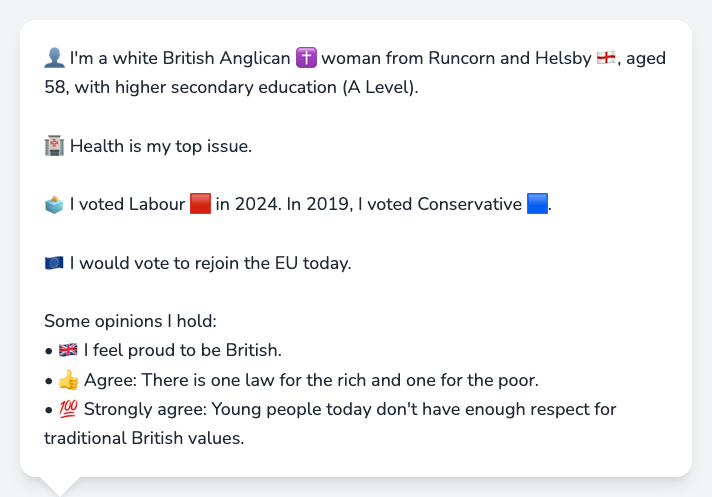 👤 I'm a white British Anglican ✝️ woman from Runcorn and Helsby 🏴󠁧󠁢󠁥󠁮󠁧󠁿, aged
58, with higher secondary education (A Level).
🏥 Health is my top issue.
🗳️ I voted Labour 🟥 in 2024. In 2019, I voted Conservative 🟦.
🇪🇺 I would vote to rejoin the EU today.
Some opinions I hold:
• 🇬🇧 I feel proud to be British.
• 👍 Agree: There is one law for the rich and one for the poor.
• 💯 Strongly agree: Young people today don't have enough respect for
traditional British values.